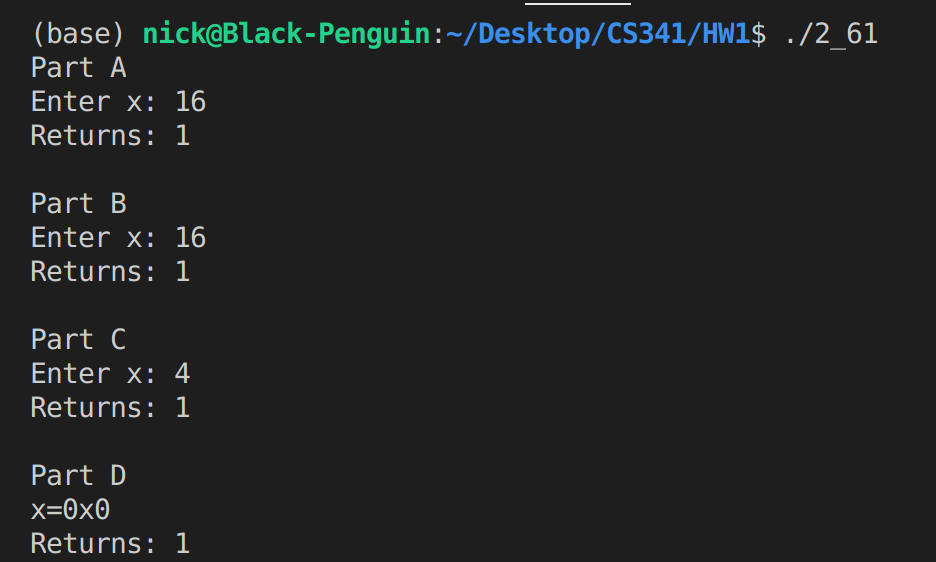 (base) nick@Black-Penguin:~/Desktop/CS341/HW1$ ./2_61
Part A
Enter x: 16
Returns: 1
Part B
Enter x: 16
Returns: 1
Part C
Enter x: 4
Returns: 1
Part D
x=0x0
Returns: 1